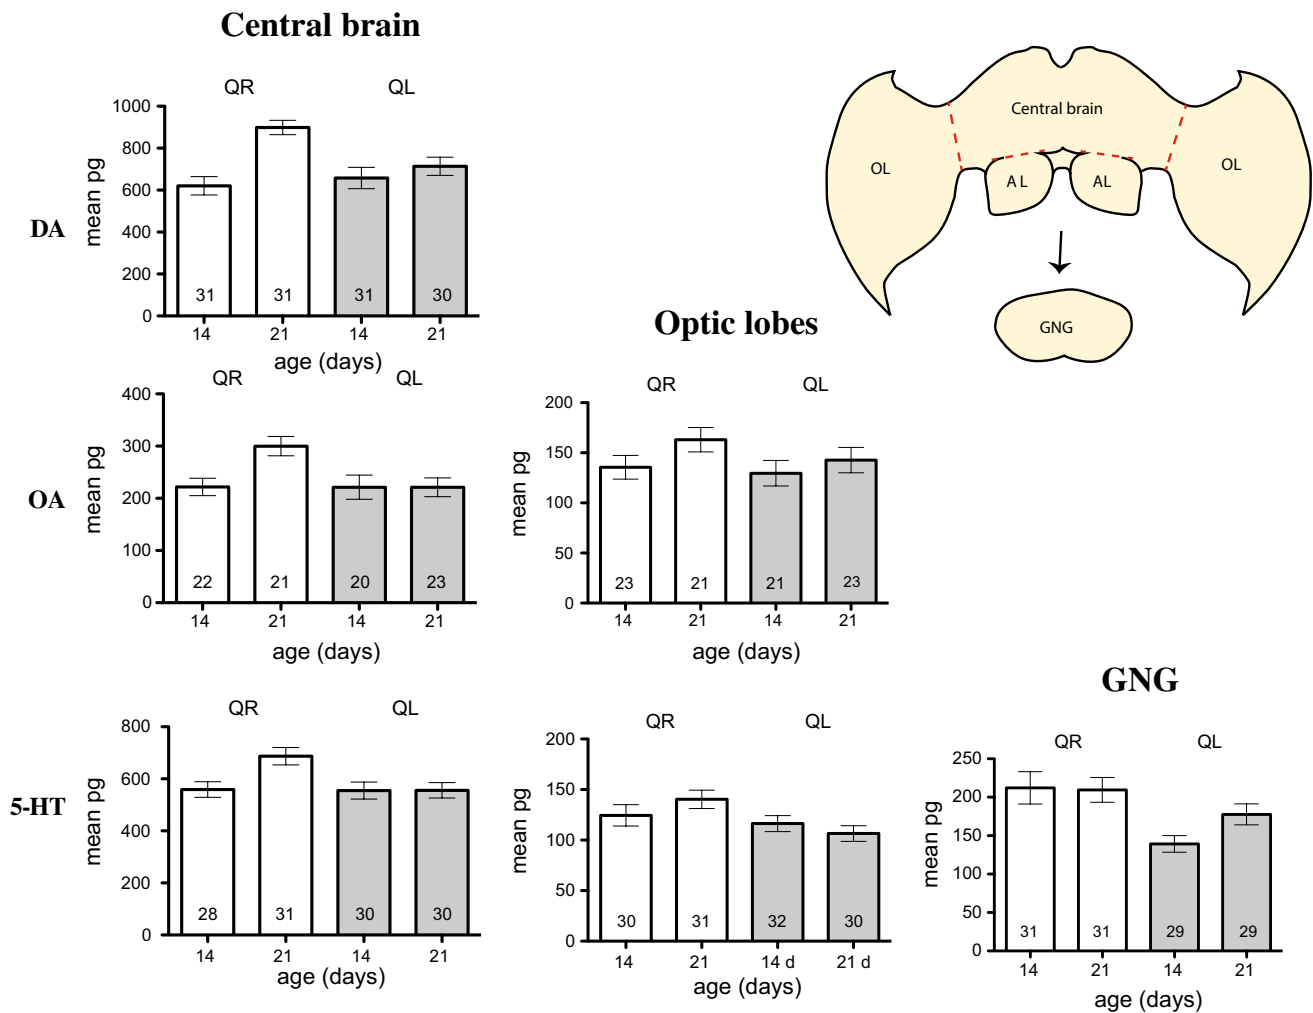 Central brain
QR QL
DA
mean pg
1000
800
600
400
200
0
31 31 31 30
14 21 14 21
age (days)
Central brain
OL OL
A L AL
GNG
QR QL
OA
mean pg
400
300
200
100
0
22 21 20 23
14 21 14 21
age (days)
Optic lobes
QR QL
mean pg
200
150
100
50
0
23 21 21 23
14 21 14 21
age (days)
QR QL
5-HT
mean pg
800
600
400
200
0
28 31 30 30
14 21 14 21
age (days)
QR QL
mean pg
200
150
100
50
0
30 31 32 30
14 21 14 d 21 d
age (days)
GNG
QR QL
mean pg
250
200
150
100
50
0
31 31 29 29
14 21 14 21
age (days)